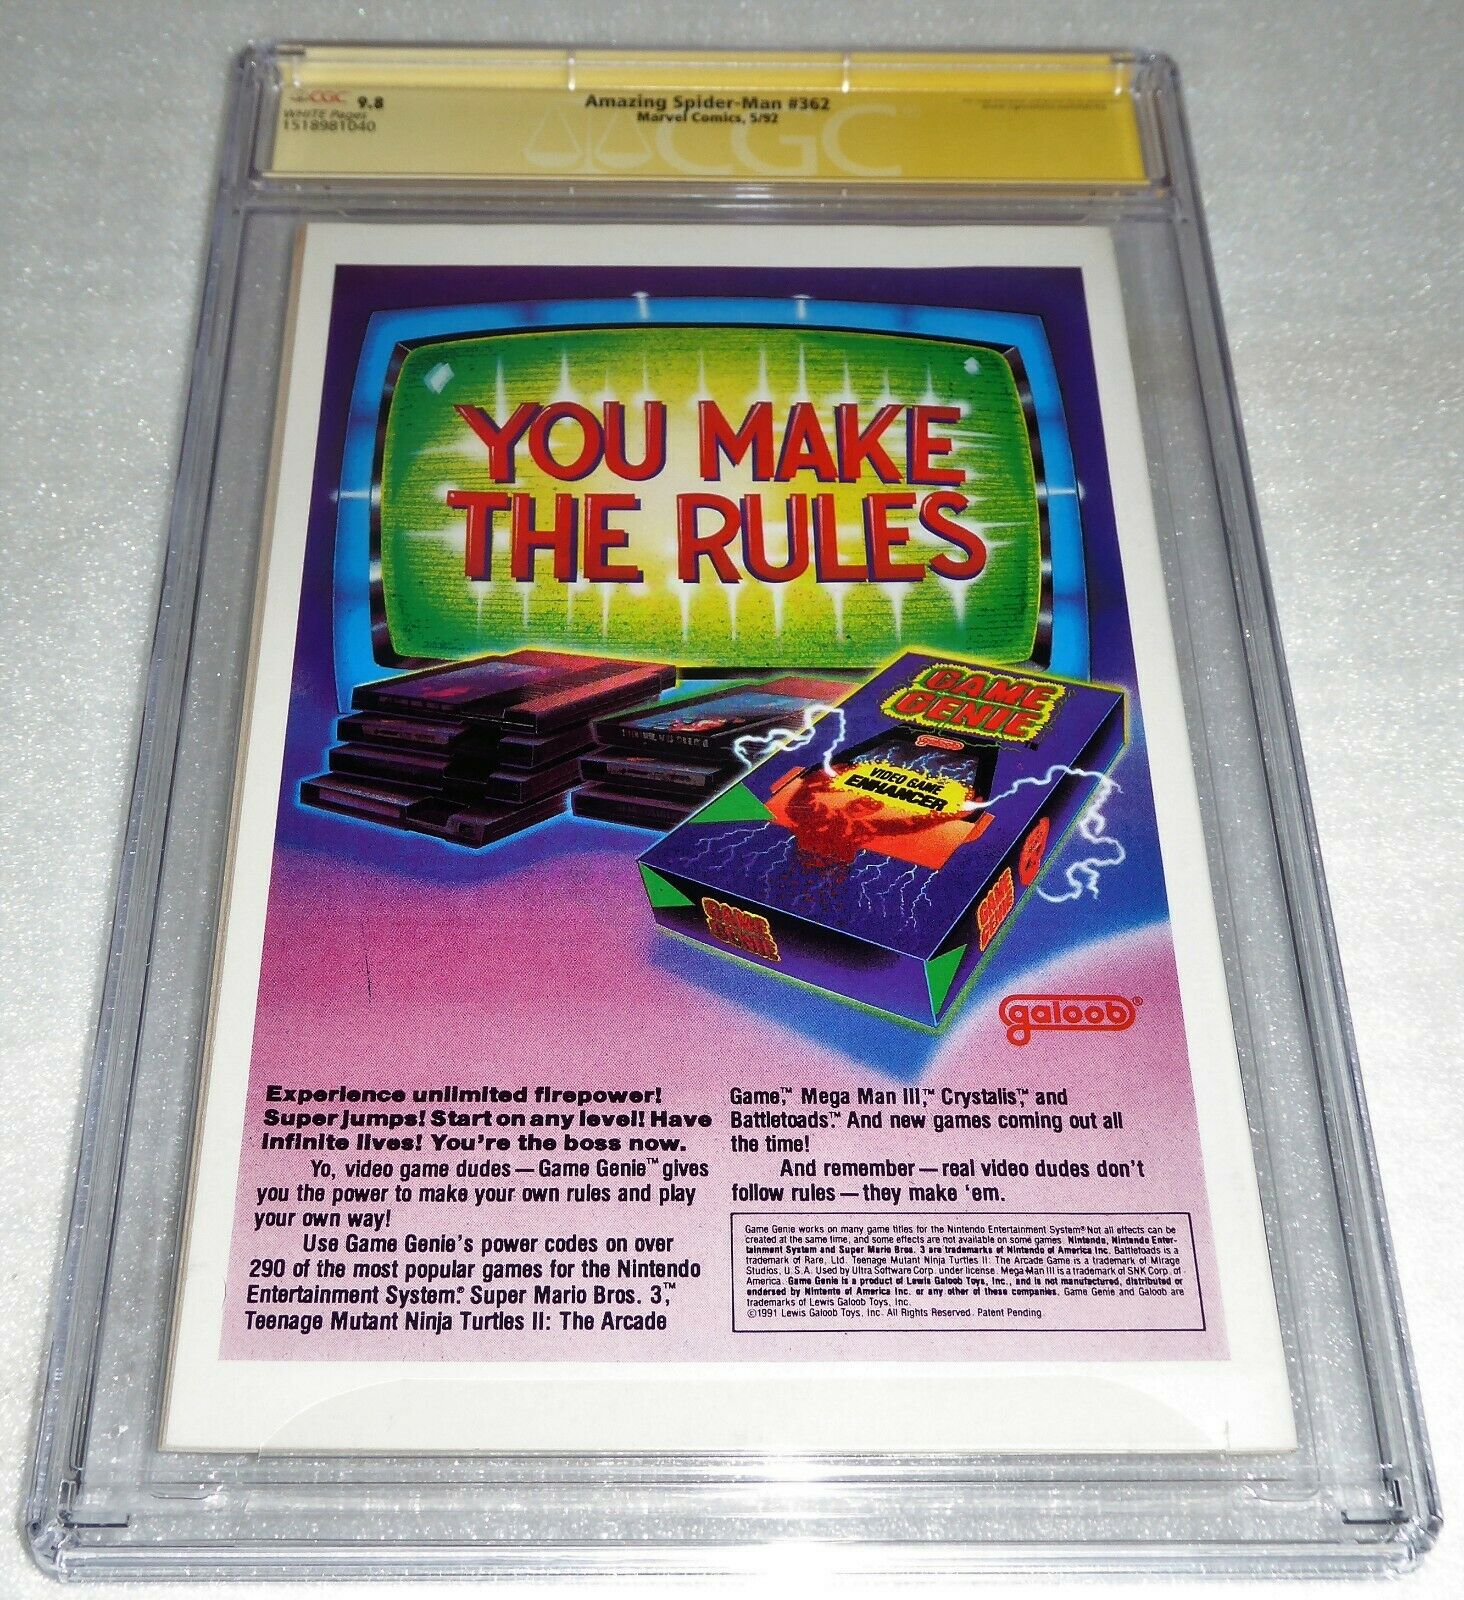 CGC 9.8
WHITE Pages
1518981040
Amazing Spider-Man #362
Marvel Comics, 5/92
CGC
YOU MAKE
THE RULES
GAME
GENIE™
galoob
VIDEO GAME
ENHANCER
GAME
GENIE
GAME
GENIE
galoob®
Experience unlimited firepower!
Super jumps! Start on any level! Have
infinite lives! You're the boss now.
Yo, video game dudes — Game Genie™ gives
you the power to make your own rules and play
your own way!
Use Game Genie's power codes on over
290 of the most popular games for the Nintendo
Entertainment System®. Super Mario Bros. 3,™
Teenage Mutant Ninja Turtles II: The Arcade
Game,™ Mega Man III,™ Crystalis,™ and
Battletoads.™ And new games coming out all
the time!
And remember — real video dudes don't
follow rules — they make 'em.
Game Genie works on many game titles for the Nintendo Entertainment System® Not all effects can be
created at the same time, and some effects are not available on some games. Nintendo, Nintendo Enter-
tainment System and Super Mario Bros. 3 are trademarks of Nintendo of America Inc. Battletoads is a
trademark of Rare, Ltd. Teenage Mutant Ninja Turtles II: The Arcade Game is a trademark of Mirage
Studios, U.S.A. Used by Ultra Software Corp. under license. Mega Man III is a trademark of SNK Corp. of
America. Game Genie is a product of Lewis Galoob Toys, Inc., and is not manufactured, distributed or
endorsed by Nintento of America Inc. or any other of these companies. Game Genie and Galoob are
trademarks of Lewis Galoob Toys, Inc.
©1991 Lewis Galoob Toys, Inc. All Rights Reserved. Patent Pending.